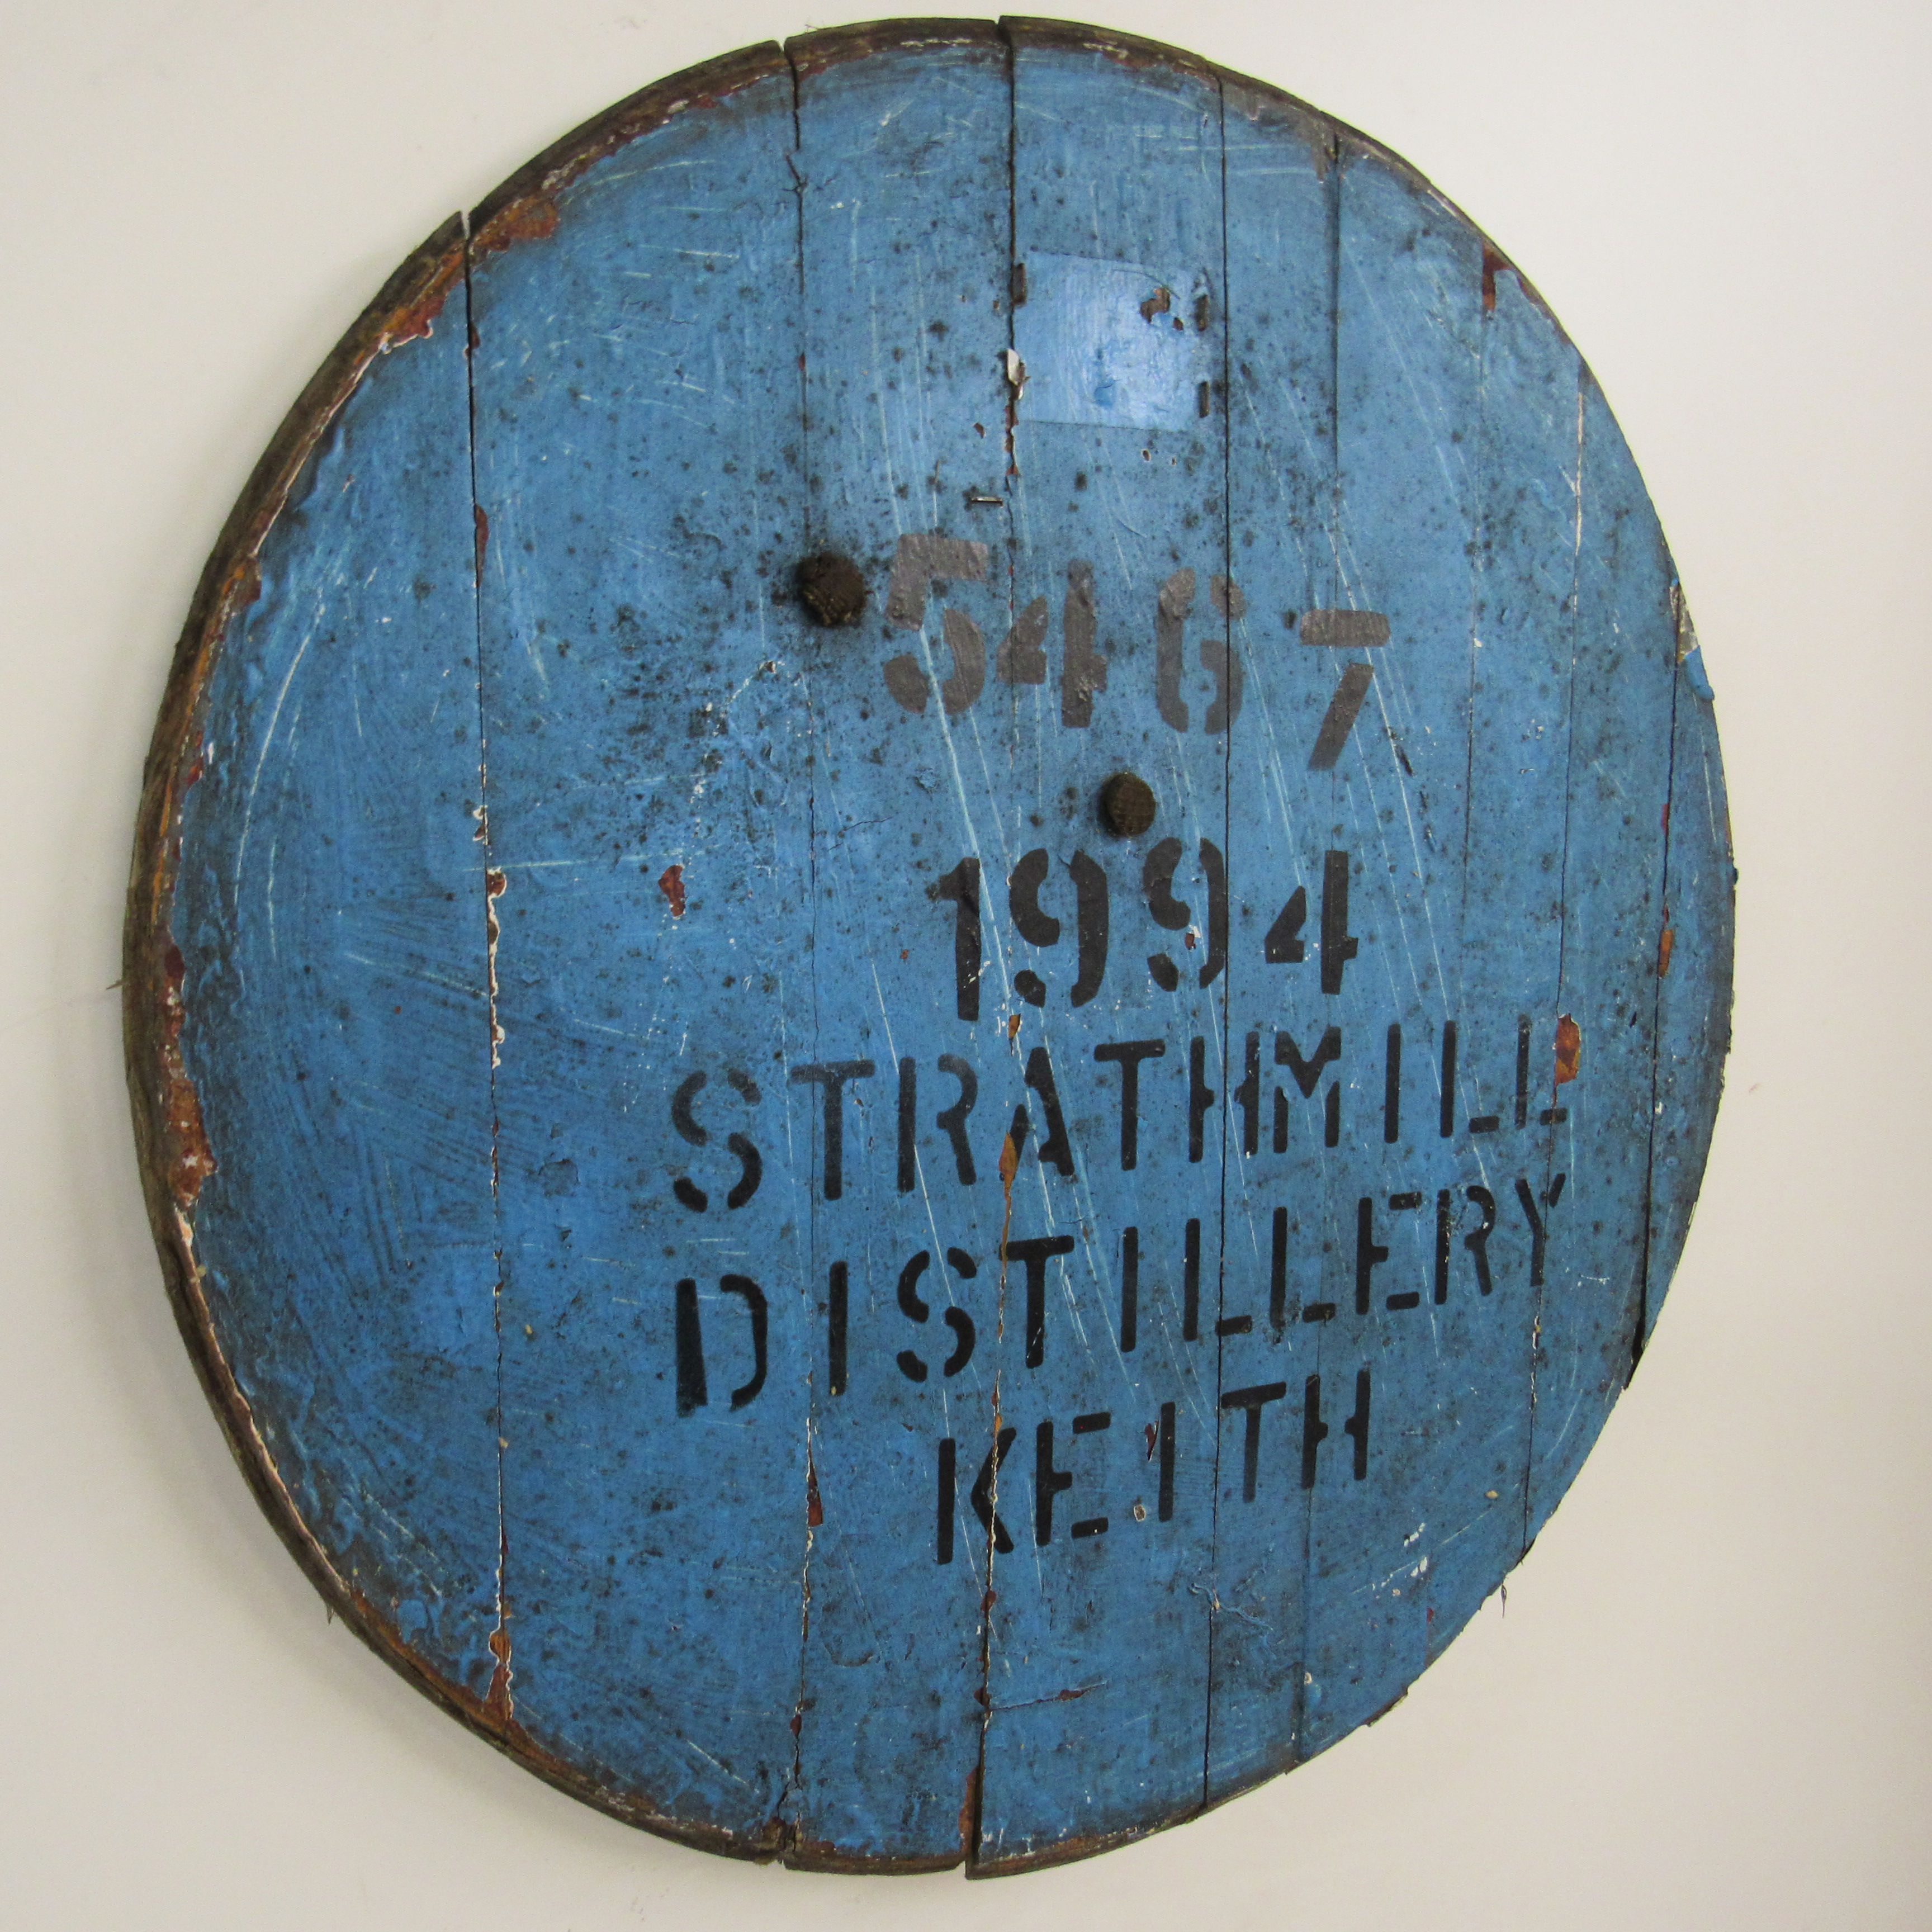 5467
1994
STRATHMILL
DISTILLERY
KEITH